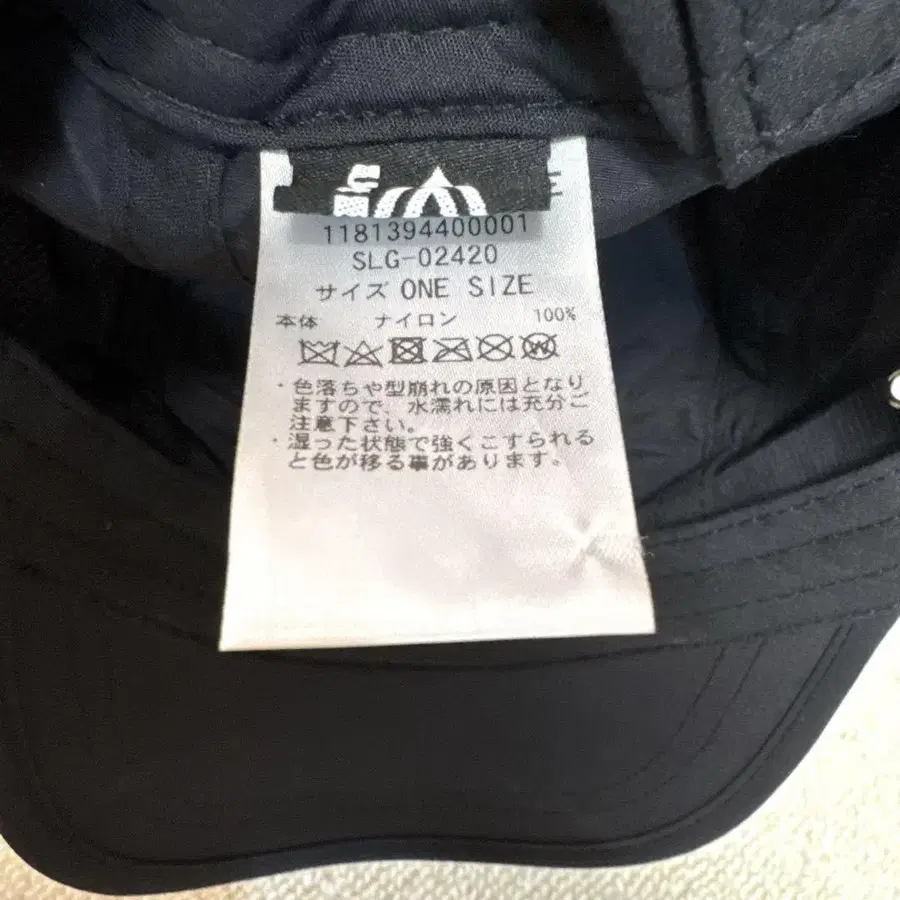 1181394400001
SLG-02420
サイズ ONE SIZE
本体 ナイロン 100%
W
・色落ちや型崩れの原因となり
ますので、水濡れには充分ご
注意下さい。
・湿った状態で強くこすられる
と色が移る事があります。